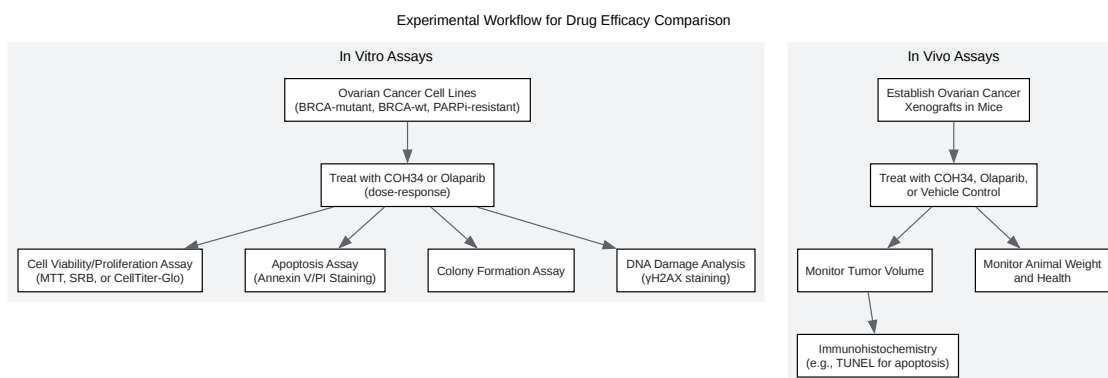 Experimental Workflow for Drug Efficacy Comparison
In Vitro Assays
Ovarian Cancer Cell Lines
(BRCA-mutant, BRCA-wt, PARPi-resistant)
Treat with COH34 or Olaparib
(dose-response)
Cell Viability/Proliferation Assay
(MTT, SRB, or CellTiter-Glo)
Apoptosis Assay
(Annexin V/PI Staining)
Colony Formation Assay
DNA Damage Analysis
(γH2AX staining)
In Vivo Assays
Establish Ovarian Cancer
Xenografts in Mice
Treat with COH34, Olaparib,
or Vehicle Control
Monitor Tumor Volume
Monitor Animal Weight
and Health
Immunohistochemistry
(e.g., TUNEL for apoptosis)